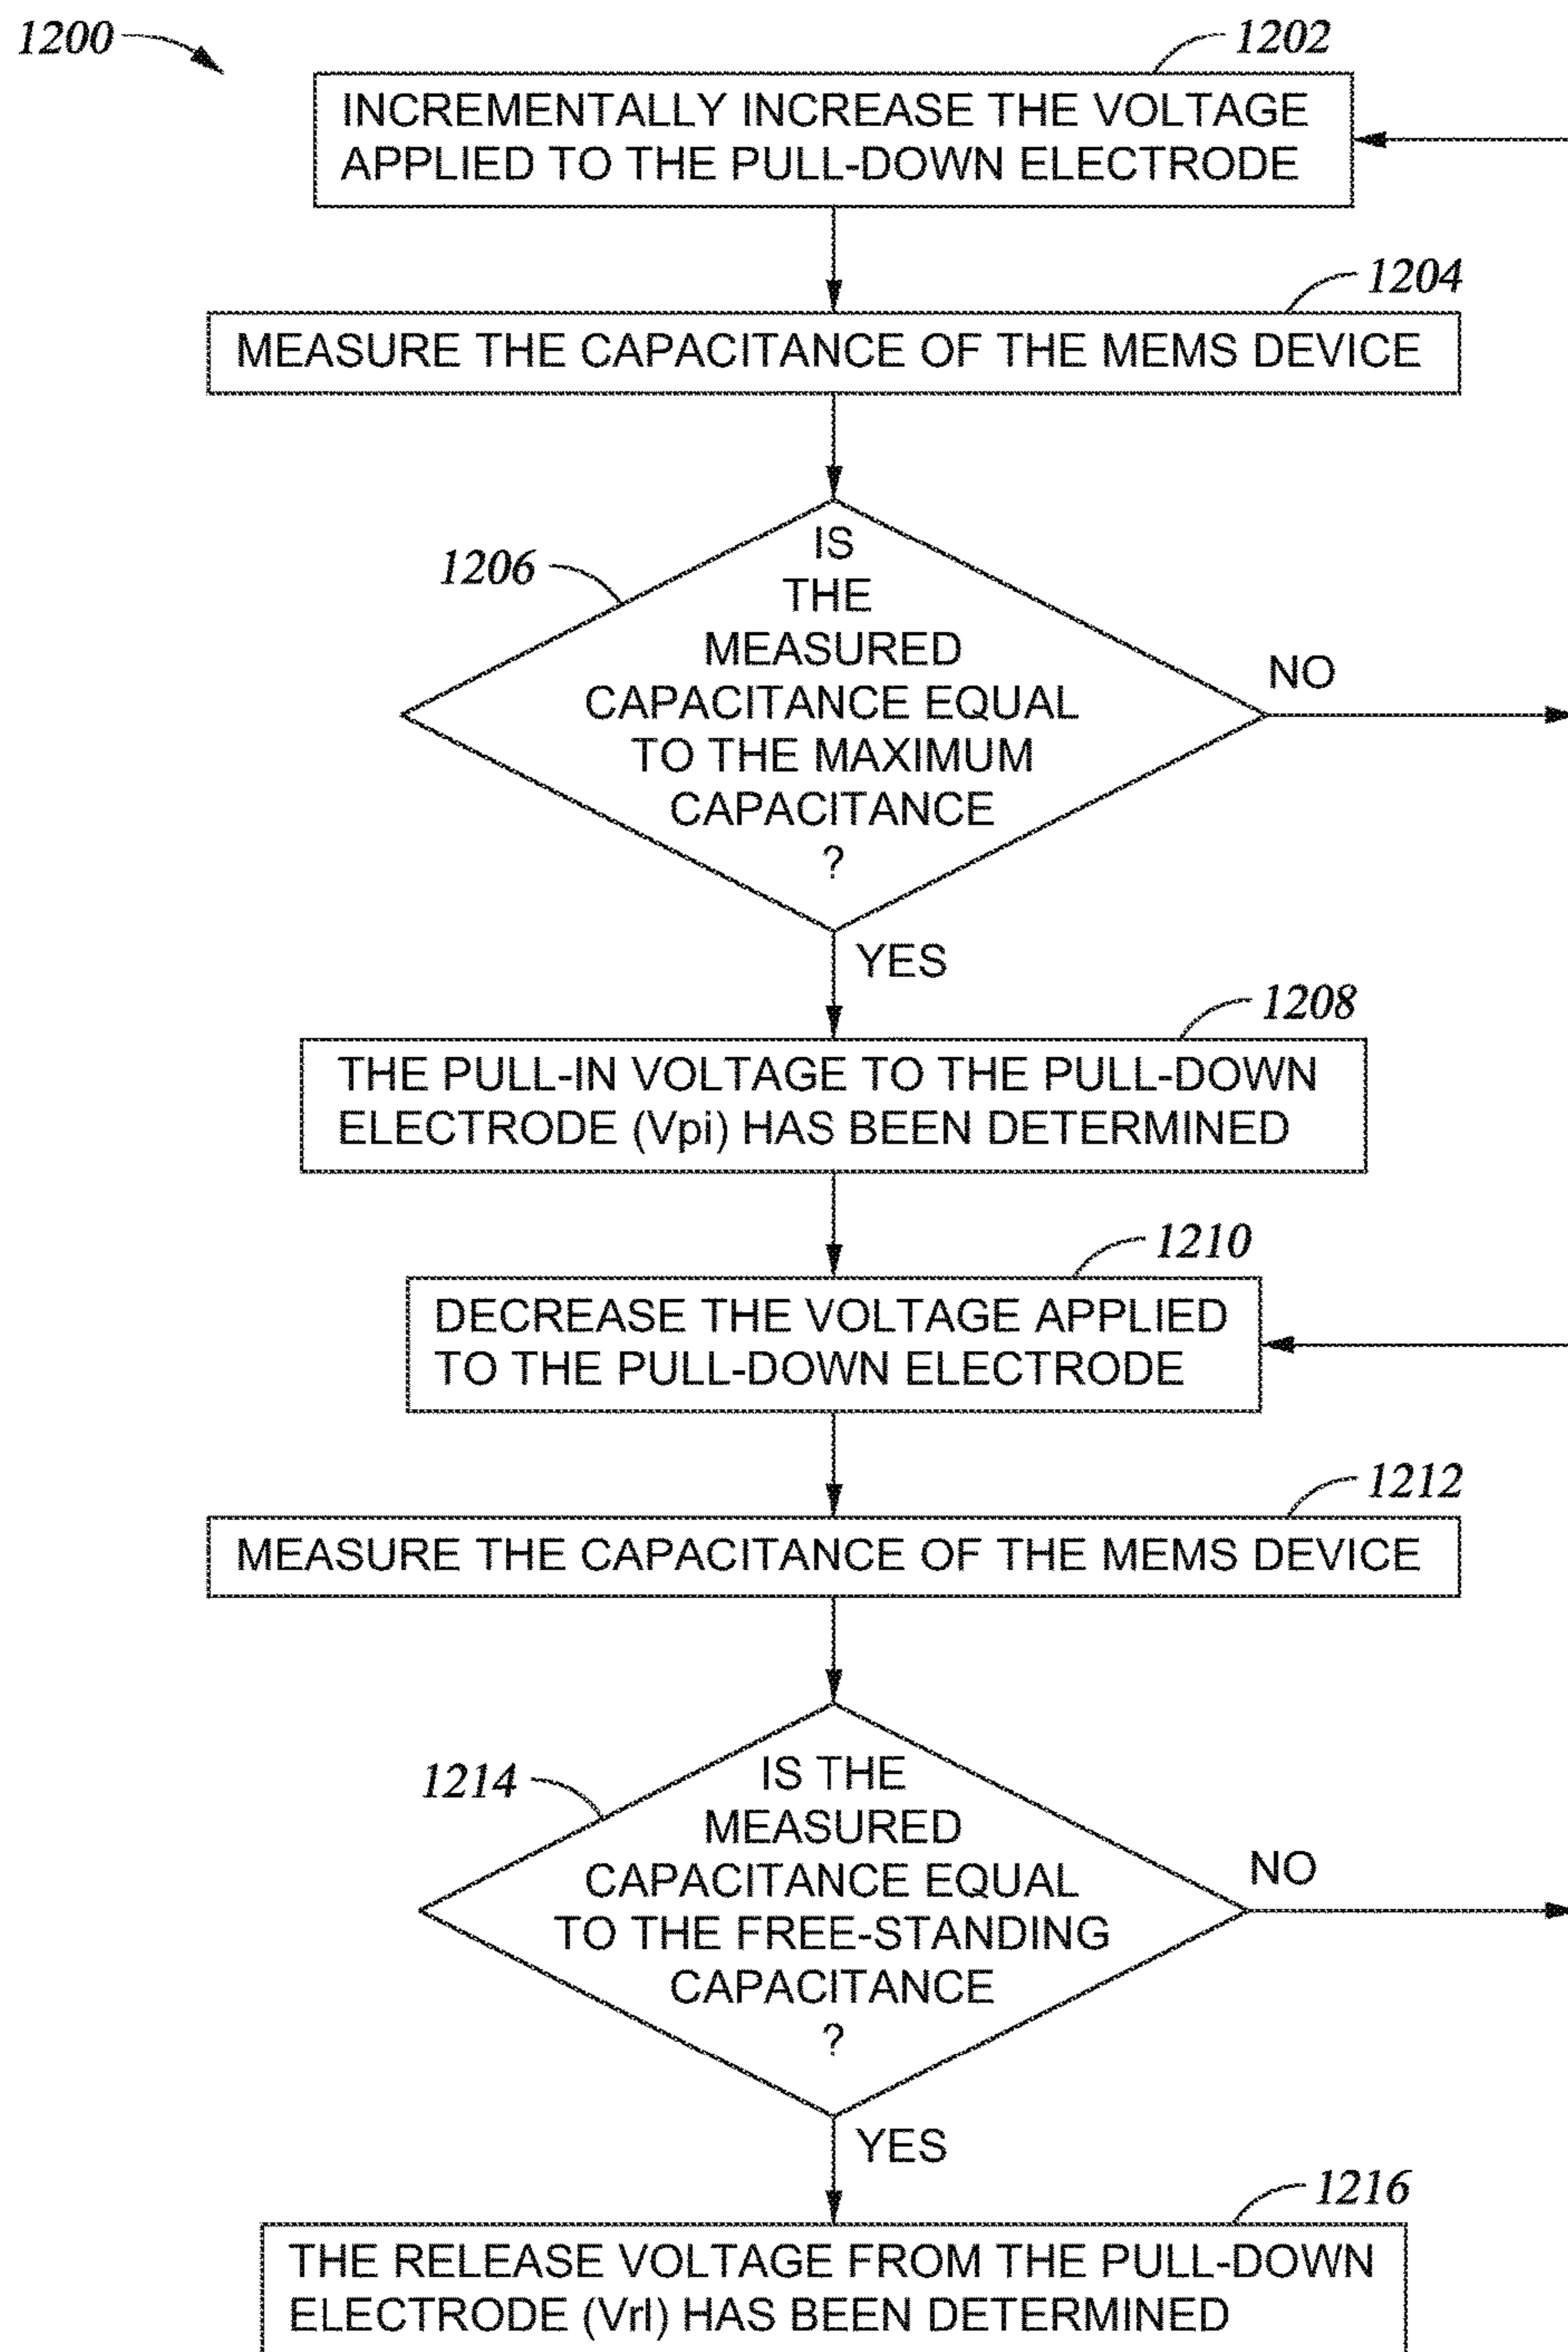 1200
1202
INCREMENTALLY INCREASE THE VOLTAGE
APPLIED TO THE PULL-DOWN ELECTRODE
1204
MEASURE THE CAPACITANCE OF THE MEMS DEVICE
1206
IS
THE
MEASURED
CAPACITANCE EQUAL
TO THE MAXIMUM
CAPACITANCE
?
NO
YES
1208
THE PULL-IN VOLTAGE TO THE PULL-DOWN
ELECTRODE (Vpi) HAS BEEN DETERMINED
1210
DECREASE THE VOLTAGE APPLIED
TO THE PULL-DOWN ELECTRODE
1212
MEASURE THE CAPACITANCE OF THE MEMS DEVICE
1214
IS THE
MEASURED
CAPACITANCE EQUAL
TO THE FREE-STANDING
CAPACITANCE
?
NO
YES
1216
THE RELEASE VOLTAGE FROM THE PULL-DOWN
ELECTRODE (Vrl) HAS BEEN DETERMINED